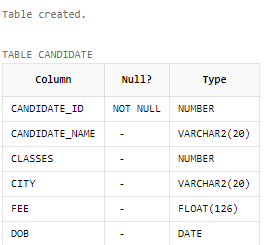 Table created.
TABLE CANDIDATE
Column Null? Type
CANDIDATE_ID NOT NULL NUMBER
CANDIDATE_NAME - VARCHAR2(20)
CLASSES - NUMBER
CITY - VARCHAR2(20)
FEE - FLOAT(126)
DOB - DATE